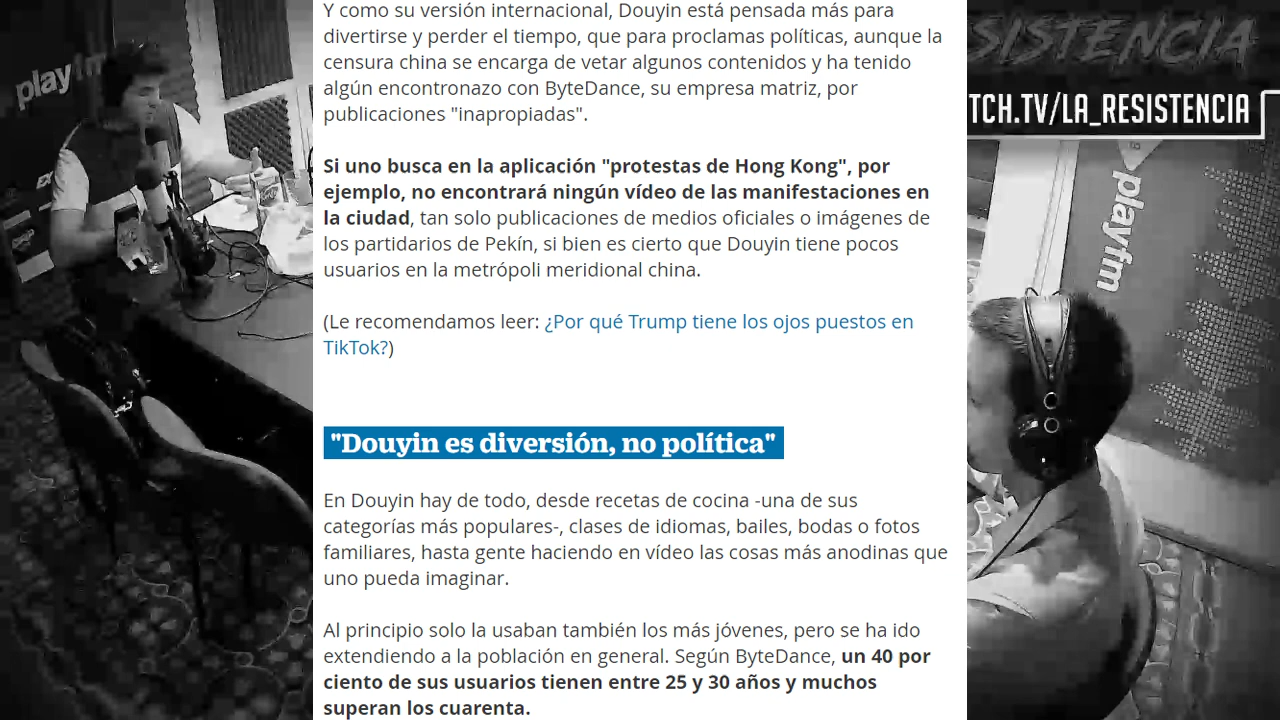 Y como su versión internacional, Douyin está pensada más para
divertirse y perder el tiempo, que para proclamas políticas, aunque la
censura china se encarga de vetar algunos contenidos y ha tenido
algún encontronazo con ByteDance, su empresa matriz, por
publicaciones "inapropiadas".
Si uno busca en la aplicación "protestas de Hong Kong", por
ejemplo, no encontrará ningún vídeo de las manifestaciones en
la ciudad, tan solo publicaciones de medios oficiales o imágenes de
los partidarios de Pekín, si bien es cierto que Douyin tiene pocos
usuarios en la metrópoli meridional china.
(Le recomendamos leer: ¿Por qué Trump tiene los ojos puestos en
TikTok?)
"Douyin es diversión, no política"
En Douyin hay de todo, desde recetas de cocina -una de sus
categorías más populares-, clases de idiomas, bailes, bodas o fotos
familiares, hasta gente haciendo en vídeo las cosas más anodinas que
uno pueda imaginar.
Al principio solo la usaban también los más jóvenes, pero se ha ido
extendiendo a la población en general. Según ByteDance, un 40 por
ciento de sus usuarios tienen entre 25 y 30 años y muchos
superan los cuarenta.
playfm
SISTENCIA
TCH.TV/LA_RESISTENCIA
playfm